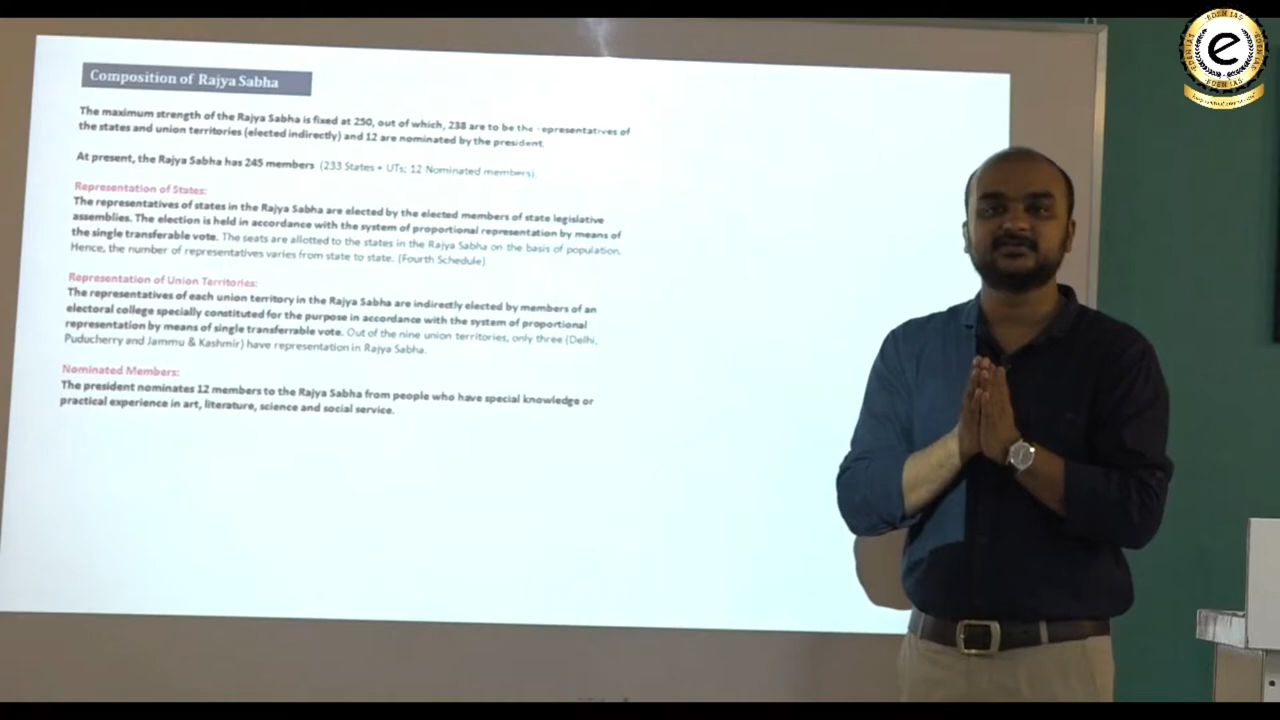 Composition of Rajya Sabha
The maximum strength of the Rajya Sabha is fixed at 250, out of which, 238 are to be the representatives of
the states and union territories (elected indirectly) and 12 are nominated by the president.
At present, the Rajya Sabha has 245 members (233 States + UTs; 12 Nominated members)
Representation of States:
The representatives of states in the Rajya Sabha are elected by the elected members of state legislative
assemblies. The election is held in accordance with the system of proportional representation by means of
the single transferable vote. The seats are allotted to the states in the Rajya Sabha on the basis of population.
Hence, the number of representatives varies from state to state. (Fourth Schedule)
Representation of Union Territories:
The representatives of each union territory in the Rajya Sabha are indirectly elected by members of an
electoral college specially constituted for the purpose in accordance with the system of proportional
representation by means of single transferrable vote. Out of the nine union territories, only three (Delhi,
Puducherry and Jammu & Kashmir) have representation in Rajya Sabha.
Nominated Members:
The president nominates 12 members to the Rajya Sabha from people who have special knowledge or
practical experience in art, literature, science and social service.
EDEN IAS
e
EDEN IAS